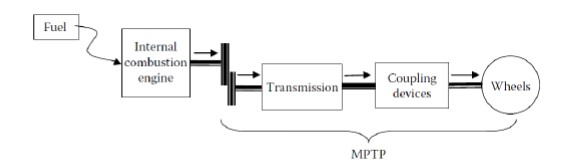 Fuel
Internal
combustion
engine
Transmission
Coupling
devices
Wheels
MPTP